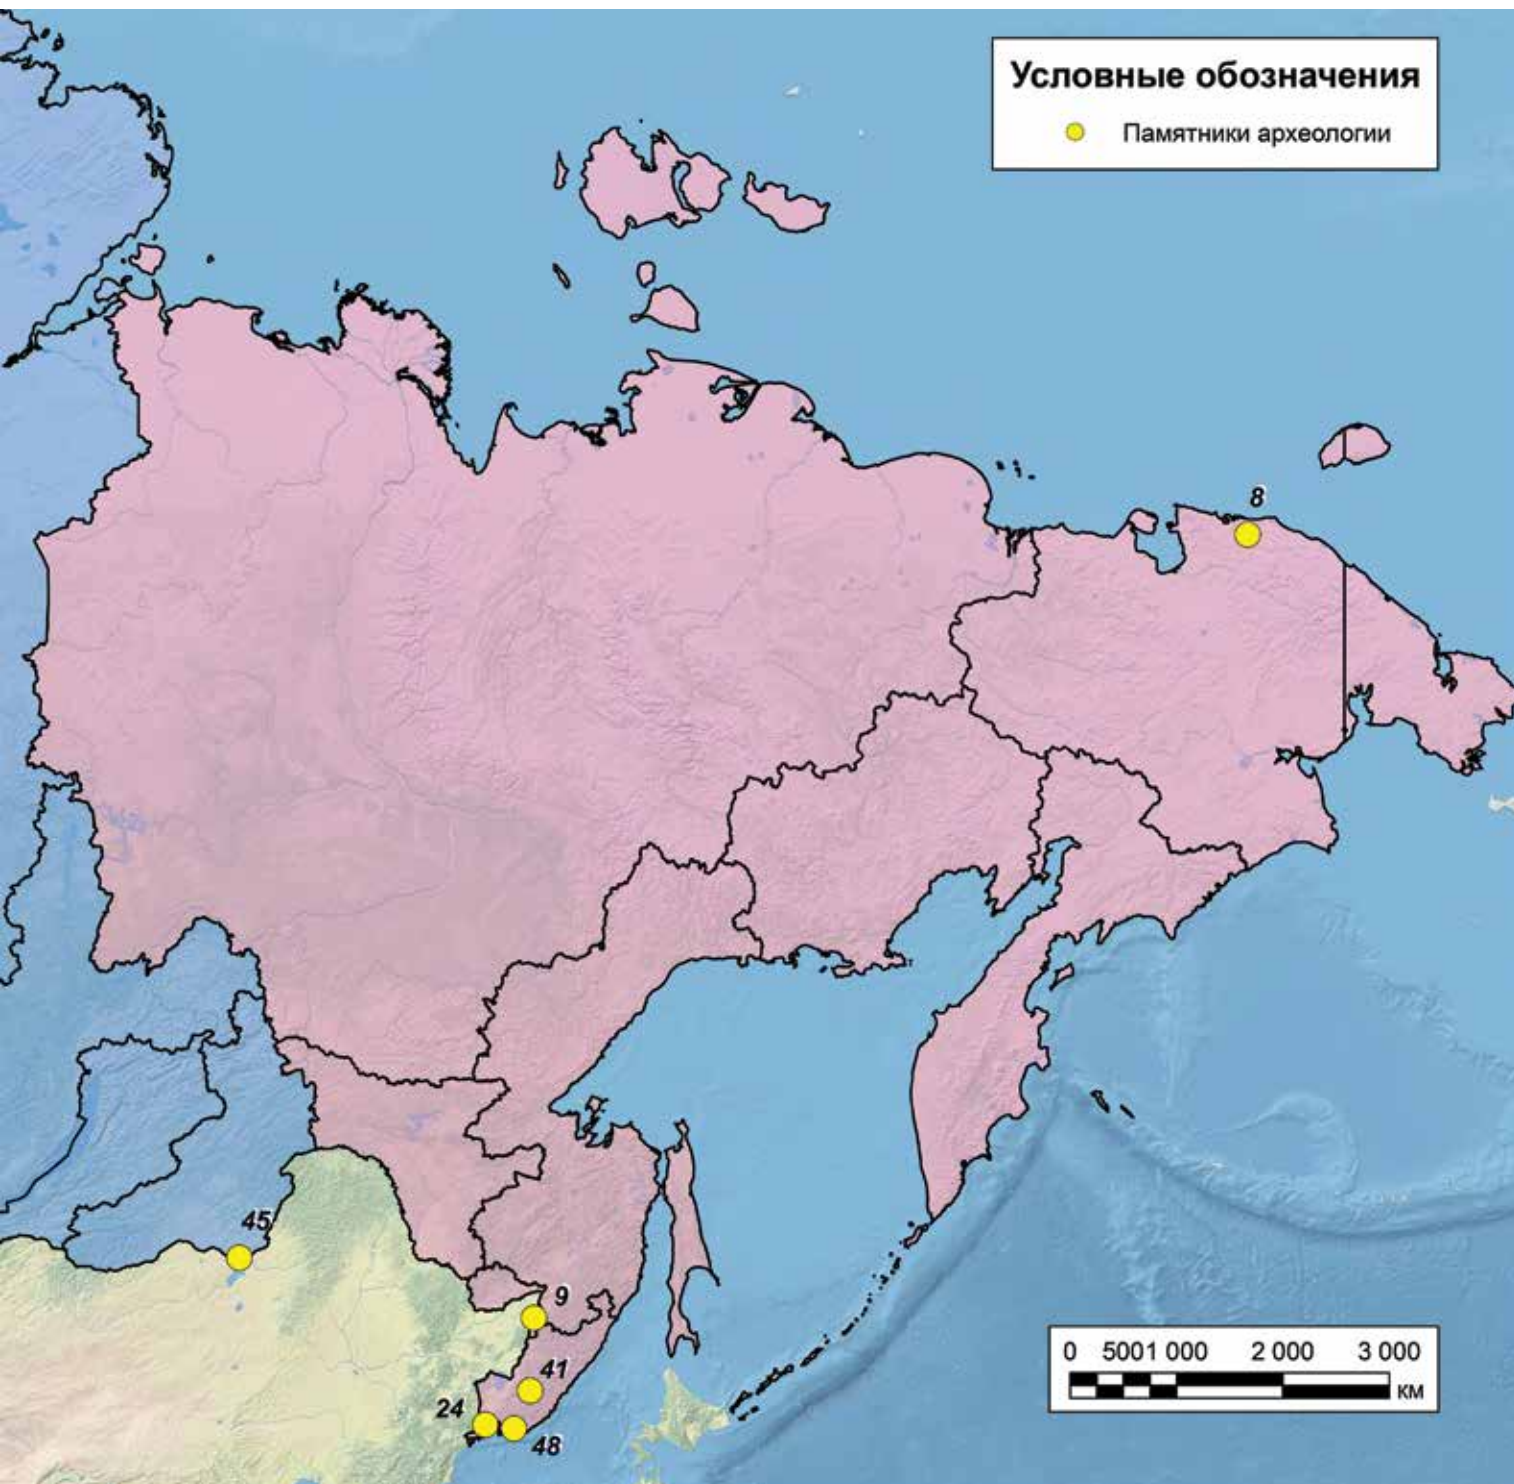 Условные обозначения
Памятники археологии
8
45
9
41
24
48
0 5001 000 2 000 3 000
км